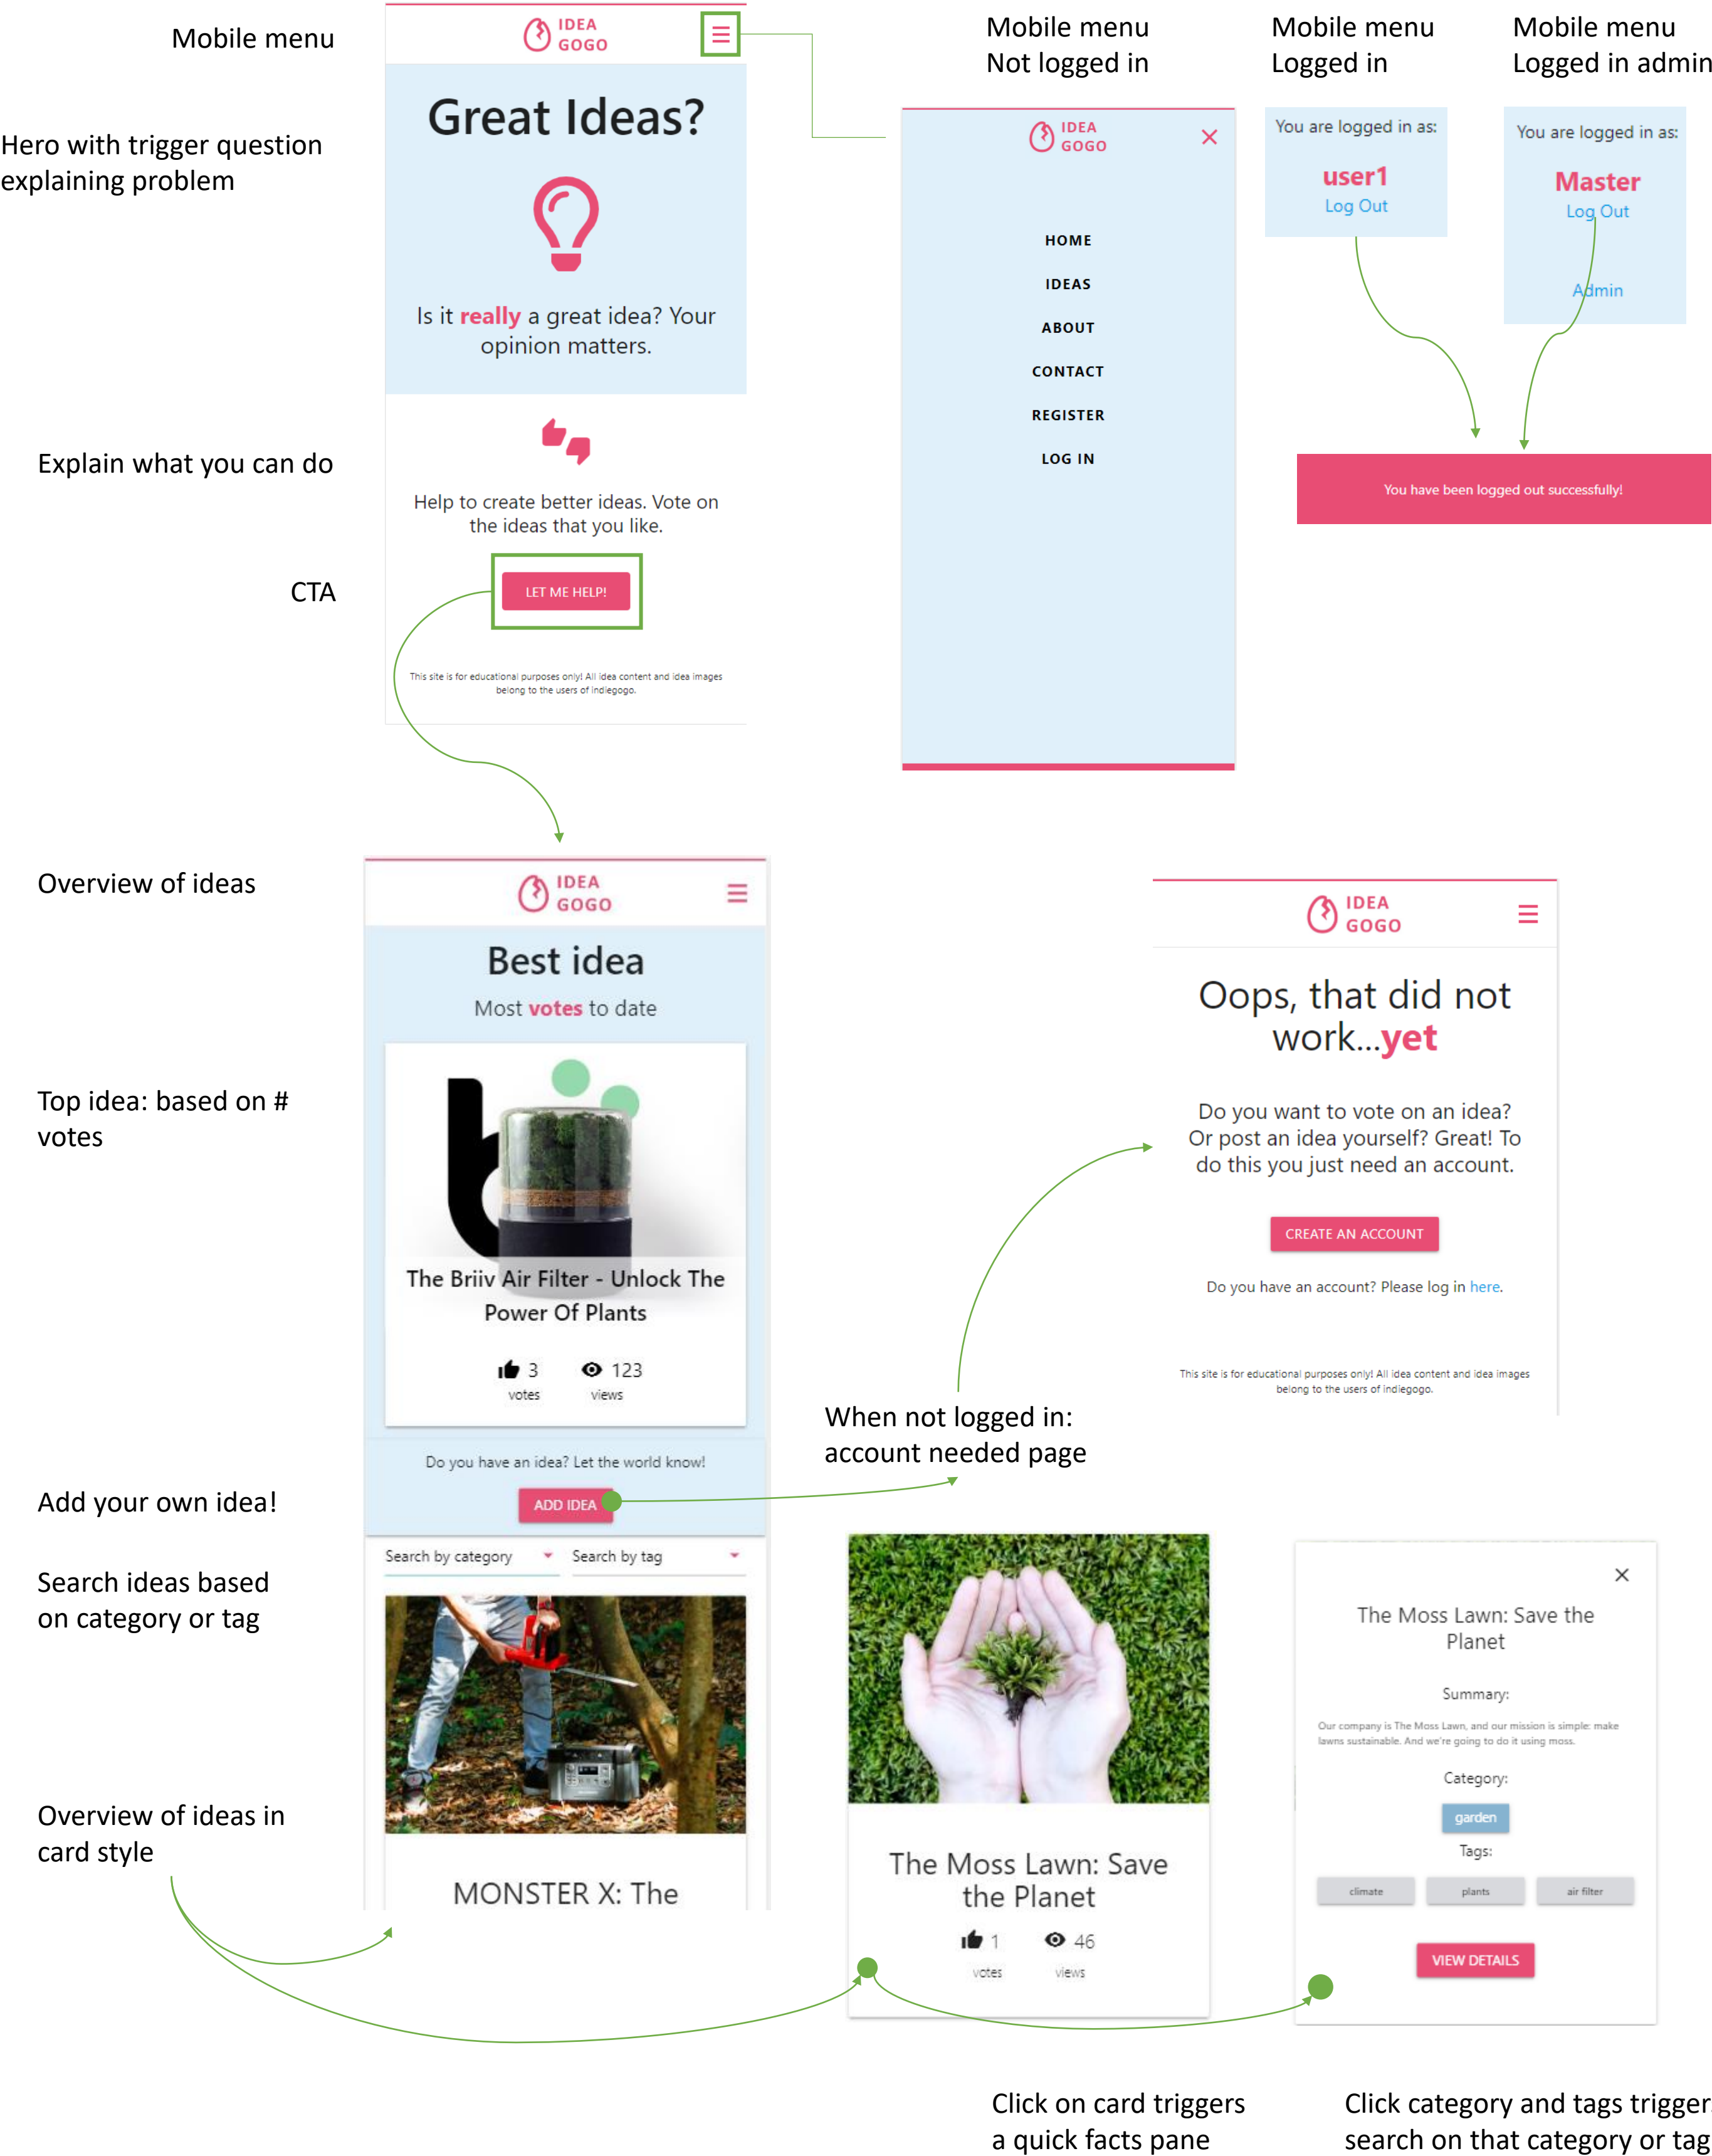 Mobile menu
IDEA
GOGO
Mobile menu
Not logged in
Mobile menu
Logged in
Mobile menu
Logged in admin
Hero with trigger question
explaining problem
Great Ideas?
Is it really a great idea? Your
opinion matters.
IDEA
GOGO
HOME
IDEAS
ABOUT
CONTACT
REGISTER
LOG IN
You are logged in as:
user1
Log Out
You are logged in as:
Master
Log Out
Admin
You have been logged out successfully!
Explain what you can do
Help to create better ideas. Vote on
the ideas that you like.
CTA
LET ME HELP!
This site is for educational purposes only! All idea content and idea images
belong to the users of indiegogo.
Overview of ideas
IDEA
GOGO
Best idea
Most votes to date
Top idea: based on #
votes
The Briiv Air Filter - Unlock The
Power Of Plants
3
votes
123
views
IDEA
GOGO
Oops, that did not
work...yet
Do you want to vote on an idea?
Or post an idea yourself? Great! To
do this you just need an account.
CREATE AN ACCOUNT
Do you have an account? Please log in here.
This site is for educational purposes only! All idea content and idea images
belong to the users of indiegogo.
When not logged in:
account needed page
Do you have an idea? Let the world know!
Add your own idea!
ADD IDEA
Search ideas based
on category or tag
Search by category
Search by tag
Overview of ideas in
card style
MONSTER X: The
The Moss Lawn: Save
the Planet
1
votes
46
views
The Moss Lawn: Save the
Planet
Summary:
Our company is The Moss Lawn, and our mission is simple: make
lawns sustainable. And we're going to do it using moss.
Category:
garden
Tags:
climate
plants
air filter
VIEW DETAILS
Click on card triggers
a quick facts pane
Click category and tags trigger
search on that category or tag